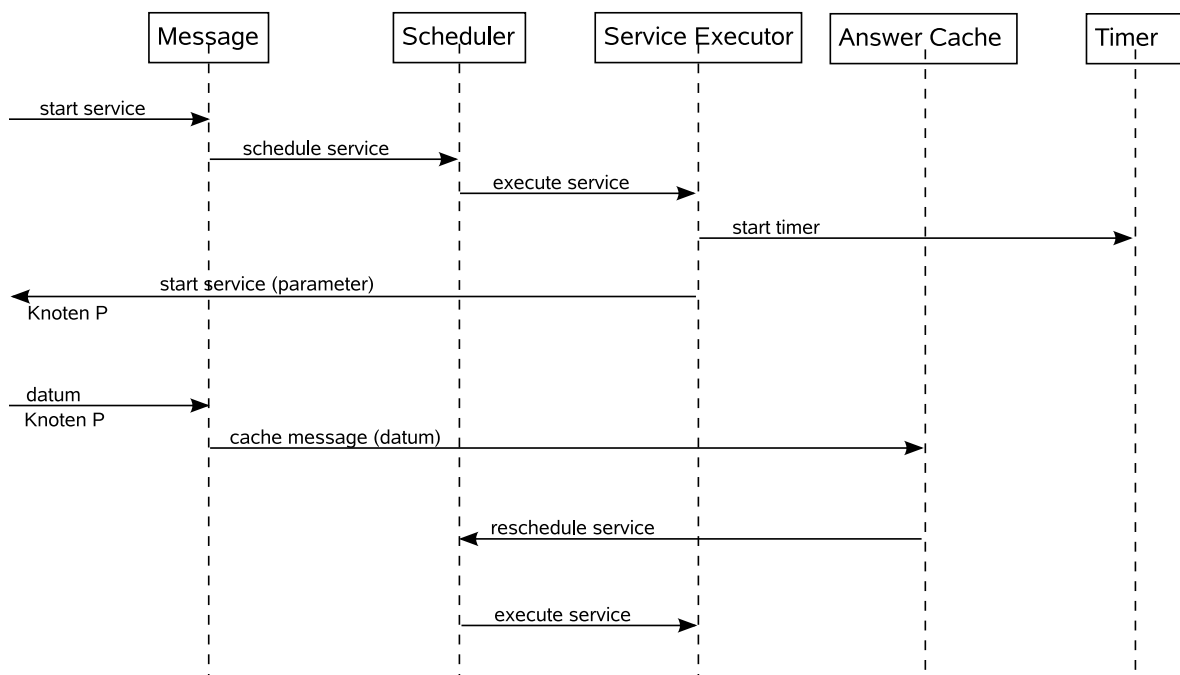 Message
Scheduler
Service Executor
Answer Cache
Timer
start service
schedule service
execute service
start timer
start service (parameter)
Knoten P
datum
Knoten P
cache message (datum)
reschedule service
execute service